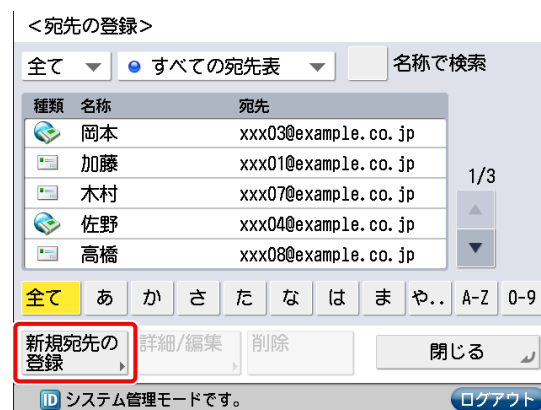 <宛先の登録>
全て すべての宛先表 名称で検索
種類 名称 宛先
岡本 xxx03@example.co.jp
加藤 xxx01@example.co.jp
木村 xxx07@example.co.jp
佐野 xxx04@example.co.jp
高橋 xxx08@example.co.jp
1/3
全て あ か さ た な は ま や.. A-Z 0-9
新規宛先の
登録
詳細/編集 削除 閉じる
ID システム管理モードです。 ログアウト